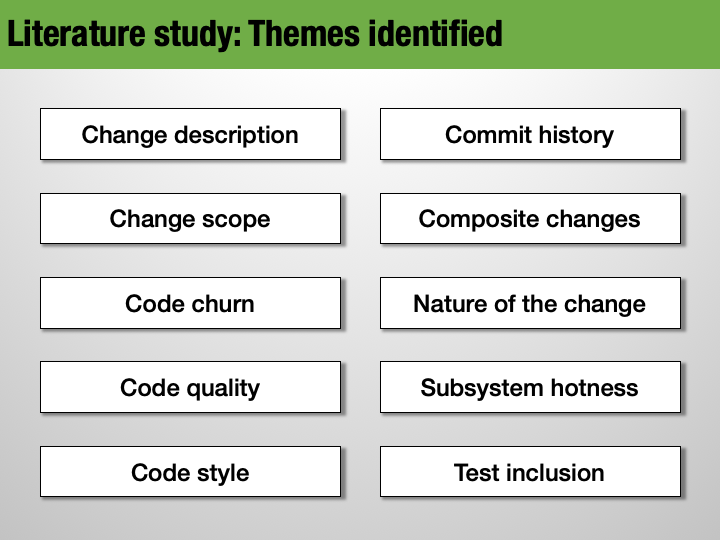 Literature study: Themes identified
Change description
Commit history
Change scope
Composite changes
Code churn
Nature of the change
Code quality
Subsystem hotness
Code style
Test inclusion